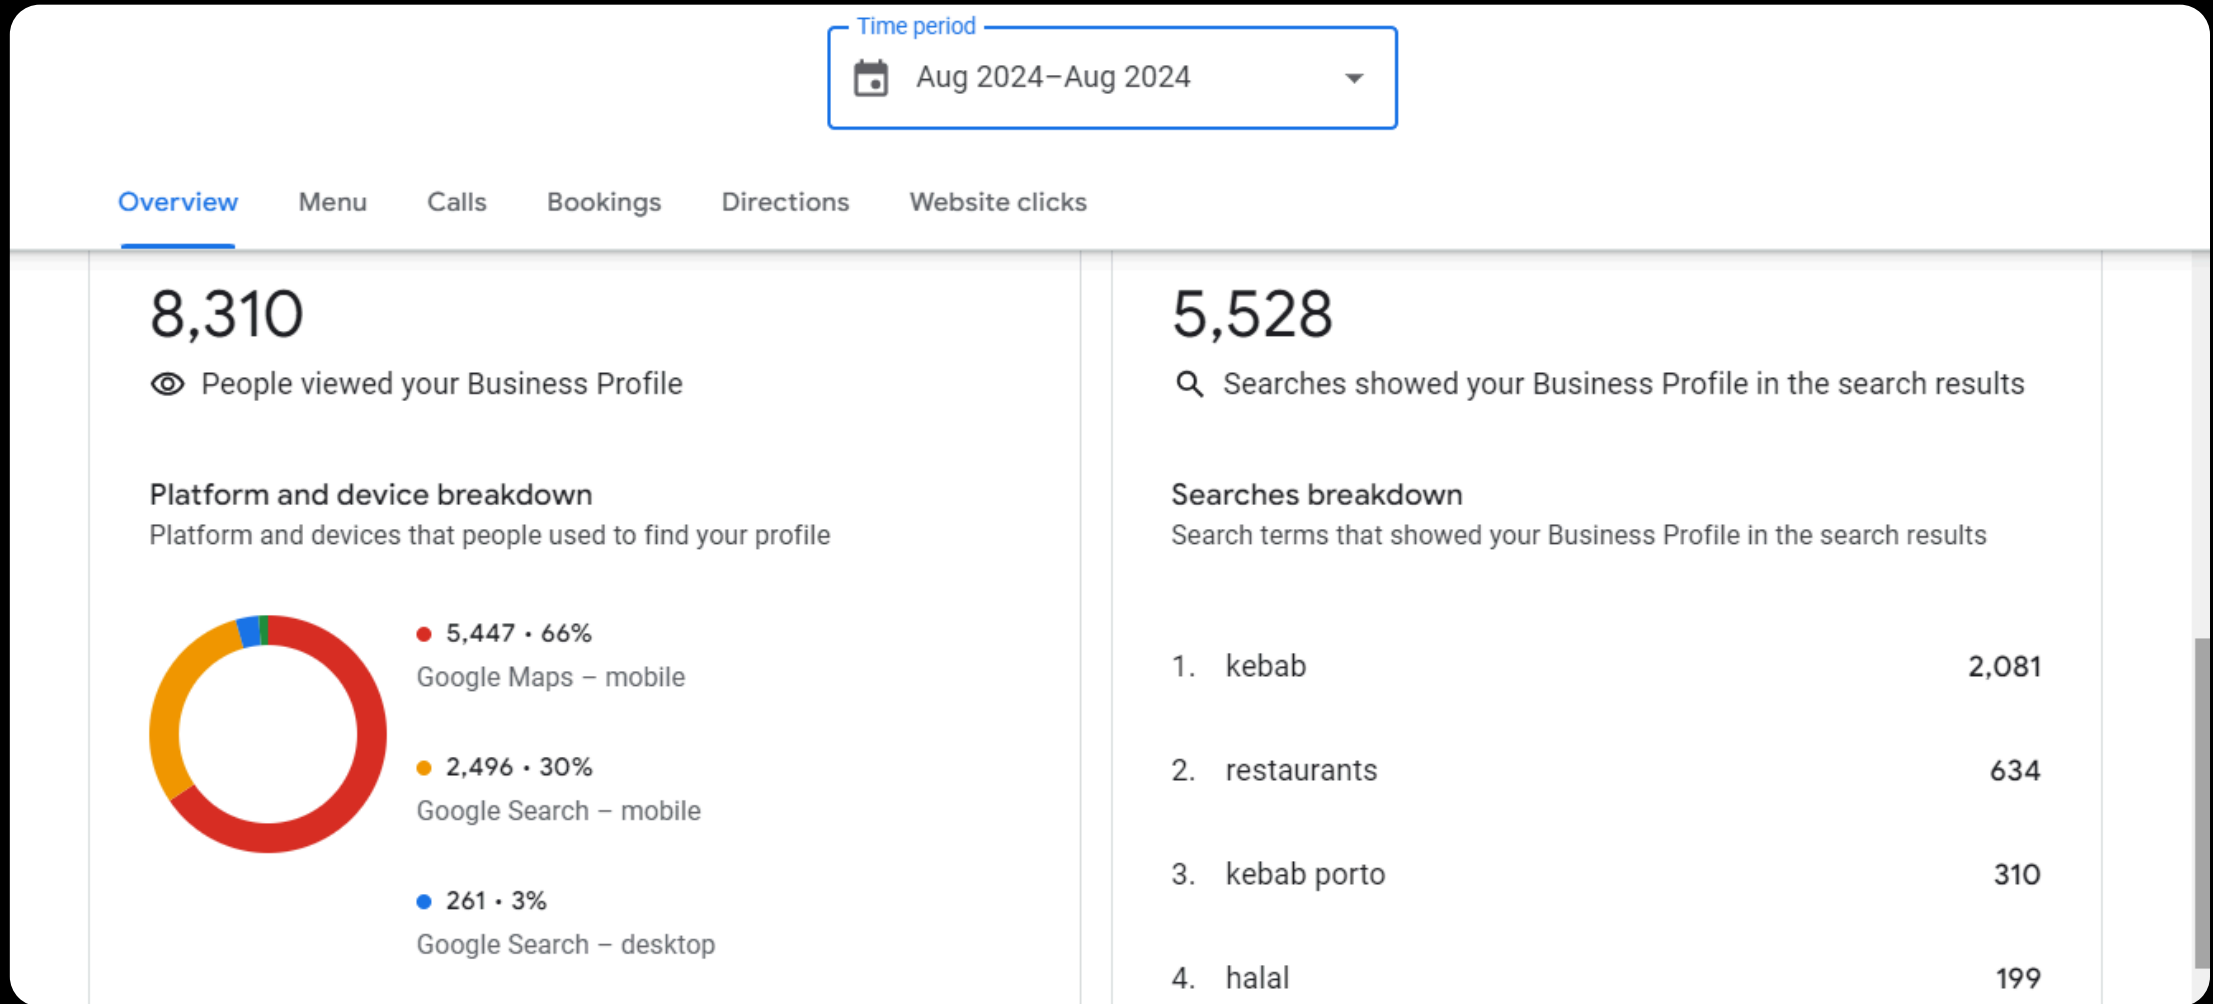 Time period
Aug 2024–Aug 2024
Overview
Menu
Calls
Bookings
Directions
Website clicks
8,310
People viewed your Business Profile
Platform and device breakdown
Platform and devices that people used to find your profile
5,447 · 66%
Google Maps – mobile
2,496 · 30%
Google Search – mobile
261 · 3%
Google Search – desktop
5,528
Searches showed your Business Profile in the search results
Searches breakdown
Search terms that showed your Business Profile in the search results
1. kebab 2,081
2. restaurants 634
3. kebab porto 310
4. halal 199